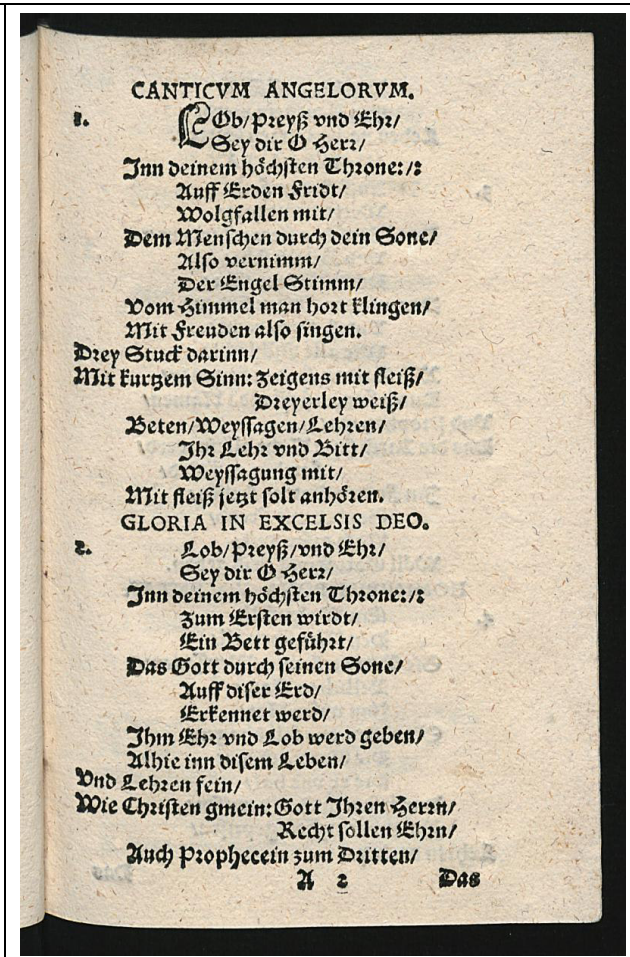 CANTICVM ANGELORVM.
1. LOb/Preyß vnd Ehr/
Sey dir O Herr/
Inn deinem höchsten Throne:/:
Auff Erden Fridt/
Wolgfallen mit/
Dem Menschen durch dein Sone/
Also vernimm/
Der Engel Stimm/
Vom Himmel man hort klingen/
Mit Freuden also singen.
Drey Stuck darinn/
Mit kurtzem Sinn: zeigens mit fleiß/
Dreyerley weiß/
Beten/Weyssagen/Lehren/
Ihr Lehr vnd Bitt/
Weyssagung mit/
Mit fleiß jetzt solt anhören.
GLORIA IN EXCELSIS DEO.
2. Lob/Preyß/vnd Ehr/
Sey dir O Herr/
Inn deinem höchsten Throne:/:
Zum Ersten wirdt/
Ein Bett geführt/
Das Gott durch seinen Sone/
Auff diser Erd/
Erkennet werd/
Ihm Ehr vnd Lob werd geben/
Alhie inn disem Leben/
Vnd Lehren fein/
Wie Christen gmein: Gott Ihren Herrn/
Recht sollen Ehrn/
Auch Prophecein zum Dritten/
A 2 Das